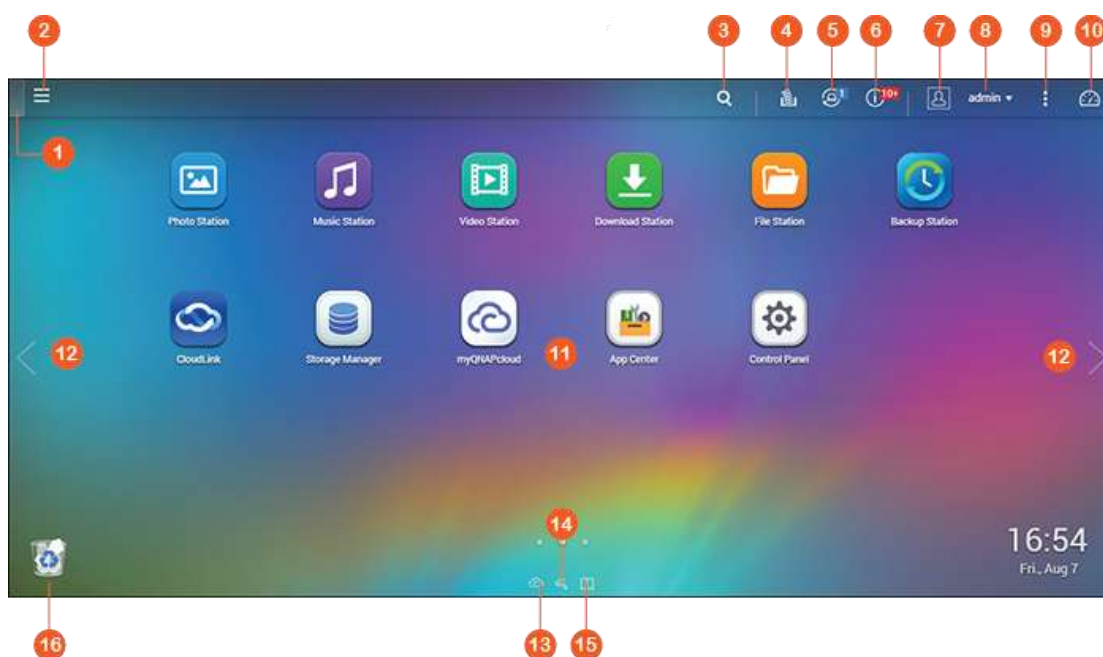 2 3 4 5 6 7 8 9 10
1 10+ admin
1
Photo Station Music Station Video Station Download Station File Station Backup Station
12 11 12
CloudLink Storage Manager myQNAPcloud App Center Control Panel
14
16:54
Fri., Aug 7
16 13 15